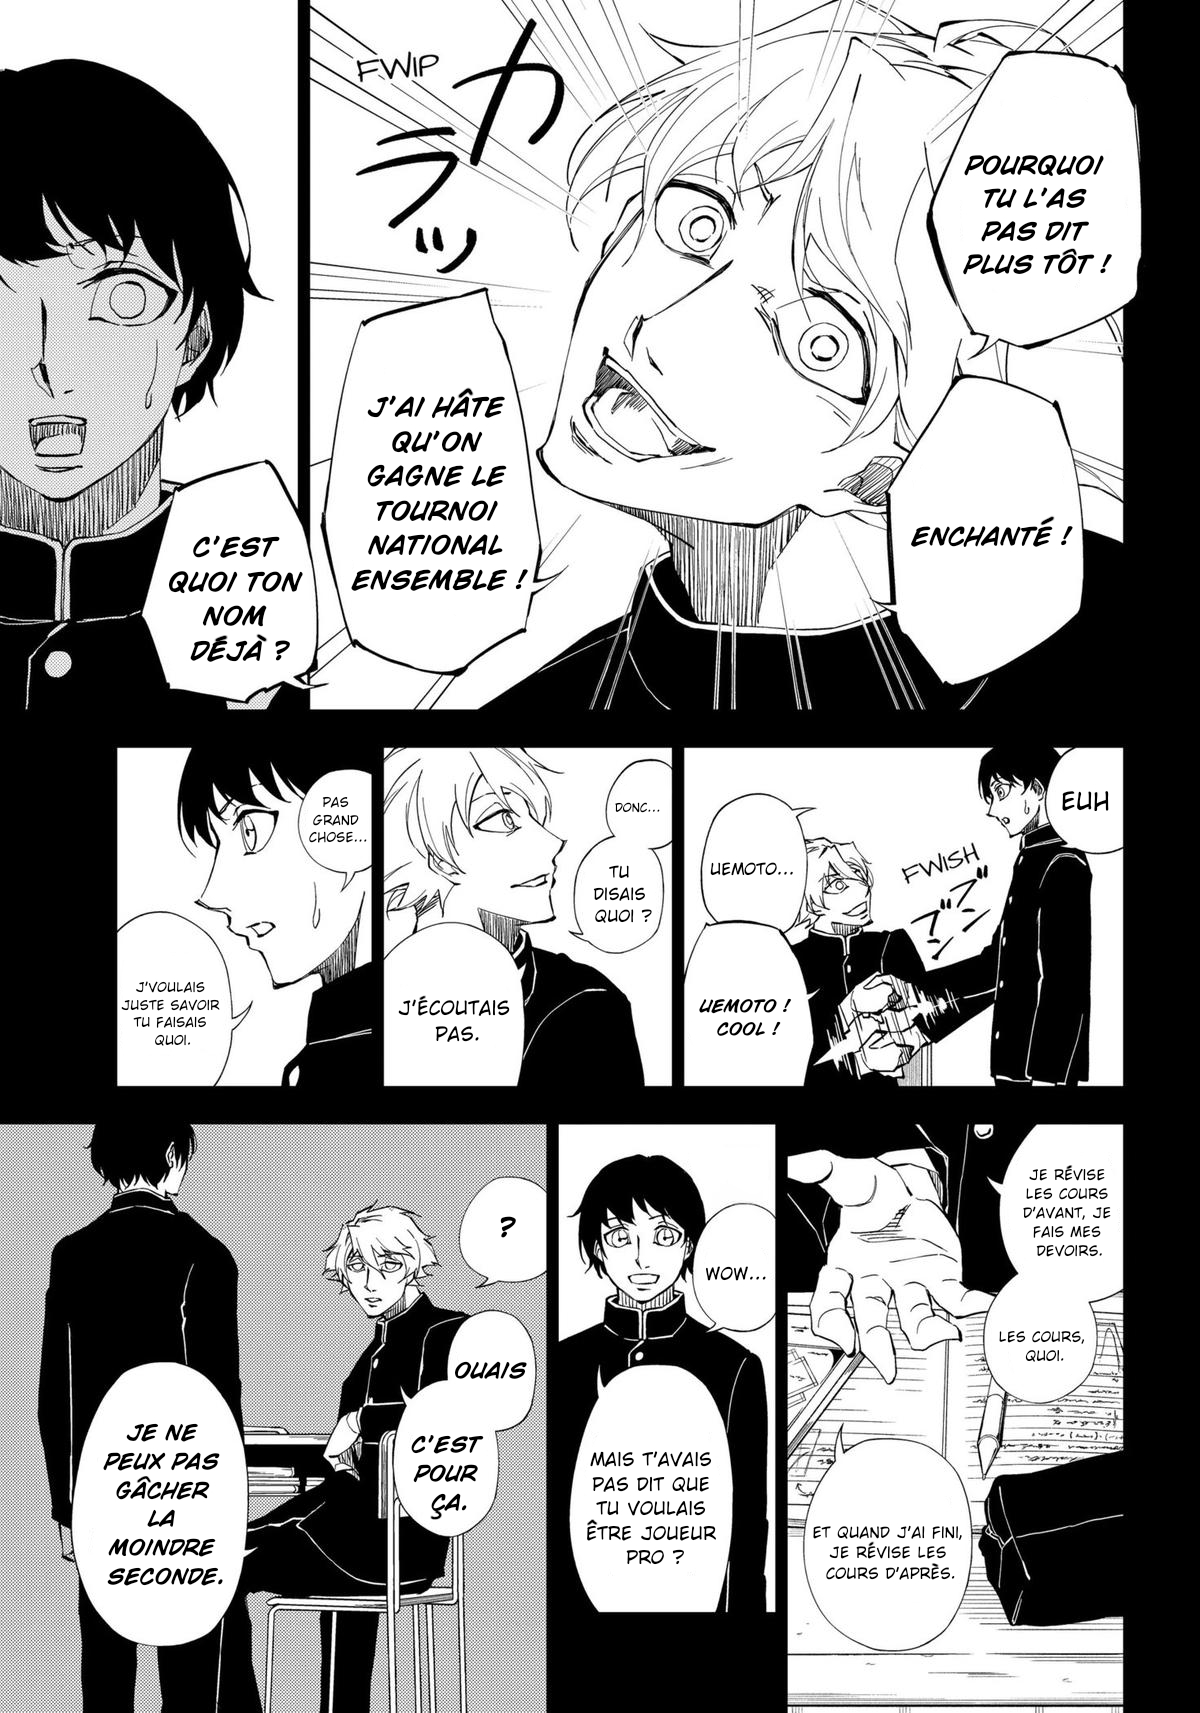 POURQUOI
TU L'AS
PAS DIT
PLUS TÔT !
ENCHANTÉ !
FWIP
カラッ
J'AI HÂTE
QU'ON
GAGNE LE
TOURNOI
NATIONAL
ENSEMBLE !
C'EST
QUOI TON
NOM
DÉJÀ ?
EUH
UEMOTO...
FWISH
ブンブン
UEMOTO !
COOL !
DONC...
TU
DISAIS
QUOI ?
J'ÉCOUTAIS
PAS.
PAS
GRAND
CHOSE...
J'VOULAIS
JUSTE SAVOIR
TU FAISAIS
QUOI.
JE RÉVISE
LES COURS
D'AVANT, JE
FAIS MES
DEVOIRS.
LES COURS,
QUOI.
ET QUAND J'AI FINI,
JE RÉVISE LES
COURS D'APRÈS.
WOW...
MAIS T'AVAIS
PAS DIT QUE
TU VOULAIS
ÊTRE JOUEUR
PRO ?
?
OUAIS
C'EST
POUR
ÇA.
JE NE
PEUX PAS
GÂCHER
LA
MOINDRE
SECONDE.